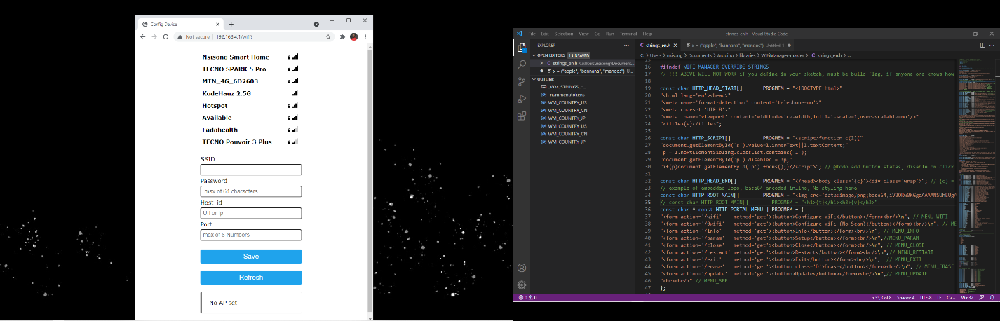 Config Device
Not secure
192.168.4.1/wifi?
Nsisong Smart Home
TECNO SPARK 5 Pro
MTN_4G_6D2603
KodeHauz 2.5G
Hotspot
Available
Fadahealth
TECNO Pouvoir 3 Plus
SSID
Password
max of 64 characters
Host_id
Url or Ip
Port
max of 8 Numbers
Save
Refresh
No AP set
File Edit Selection View Go Run Terminal Help
strings_en.h - Visual Studio Code
EXPLORER
OPEN EDITORS 1 UNSAVED
strings_en.h C:\Users\nsisong\Document...
x = ("apple", "bannana", "mangos") U...
OUTLINE
_WM_STRINGS_H_
_nummenutokens
WM_COUNTRY_US
WM_COUNTRY_CN
WM_COUNTRY_JP
WM_COUNTRY_US
WM_COUNTRY_CN
WM_COUNTRY_JP
strings_en.h
x = ("apple", "bannana", "mangos") Untitled-1
C: > Users > nsisong > Documents > Arduino > libraries > WiFiManager-master > strings_en.h > ...
15
16 #ifndef WIFI_MANAGER_OVERRIDE_STRINGS
17 // !!! ABOVE WILL NOT WORK if you define in your sketch, must be build flag, if anyone one knows how
18
19 const char HTTP_HEAD_START[] PROGMEM = "<!DOCTYPE html>"
20 "<html lang='en'><head>"
21 "<meta name='format-detection' content='telephone=no'>"
22 "<meta charset='UTF-8'>"
23 "<meta name='viewport' content='width=device-width,initial-scale=1,user-scalable=no'/>"
24 "<title>{v}</title>";
25
26 const char HTTP_SCRIPT[] PROGMEM = "<script>function c(l){"
27 "document.getElementById('s').value=l.innerText||l.textContent;"
28 "p = l.nextElementSibling.classList.contains('l');"
29 "document.getElementById('p').disabled = !p;"
30 "if(p)document.getElementById('p').focus();}</script>"; // @todo add button states, disable on click
31
32 const char HTTP_HEAD_END[] PROGMEM = "</head><body class='{c}'><div class='wrap'>"; // {c} =
33 // example of embedded logo, base64 encoded inline, No styling here
34 const char HTTP_ROOT_MAIN[] PROGMEM = "<img src='data:image/png;base64,iVBORw0KGgoAAAANSUhEUgA
35 // const char HTTP_ROOT_MAIN[] PROGMEM = "<h1>{t}</h1><h3>{v}</h3>";
36 const char * const HTTP_PORTAL_MENU[] PROGMEM = {
37 "<form action='/wifi' method='get'><button>Configure WiFi</button></form><br/>\n", // MENU_WIFI
38 "<form action='/0wifi' method='get'><button>Configure WiFi (No Scan)</button></form><br/>\n", // ME
39 "<form action='/info' method='get'><button>Info</button></form><br/>\n", // MENU_INFO
40 "<form action='/param' method='get'><button>Setup</button></form><br/>\n",//MENU_PARAM
41 "<form action='/close' method='get'><button>Close</button></form><br/>\n", // MENU_CLOSE
42 "<form action='/restart' method='get'><button>Restart</button></form><br/>\n",// MENU_RESTART
43 "<form action='/exit' method='get'><button>Exit</button></form><br/>\n", // MENU_EXIT
44 "<form action='/erase' method='get'><button class='D'>Erase</button></form><br/>\n", // MENU_ERASE
45 "<form action='/update' method='get'><button>Update</button></form><br/>\n",// MENU_UPDATE
46 "<hr><br/>" // MENU_SEP
47 };
0 0
Ln 35, Col 8 Spaces: 4 UTF-8 LF C++ Win32